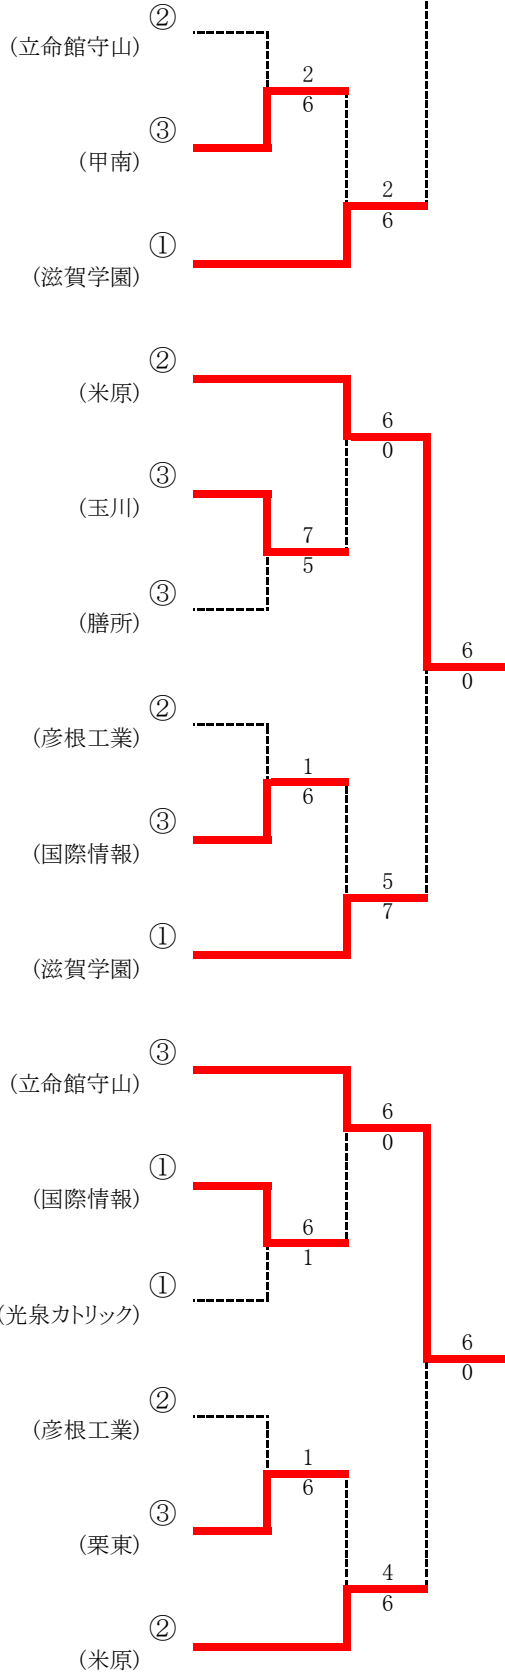 ②
(立命館守山)
2
6
③
(甲南)
2
6
①
(滋賀学園)
②
(米原)
6
0
③
(玉川)
7
5
③
(膳所)
6
0
②
(彦根工業)
1
6
③
(国際情報)
5
7
①
(滋賀学園)
③
(立命館守山)
6
0
①
(国際情報)
6
1
①
(光泉カトリック)
6
0
②
(彦根工業)
1
6
③
(栗東)
4
6
②
(米原)